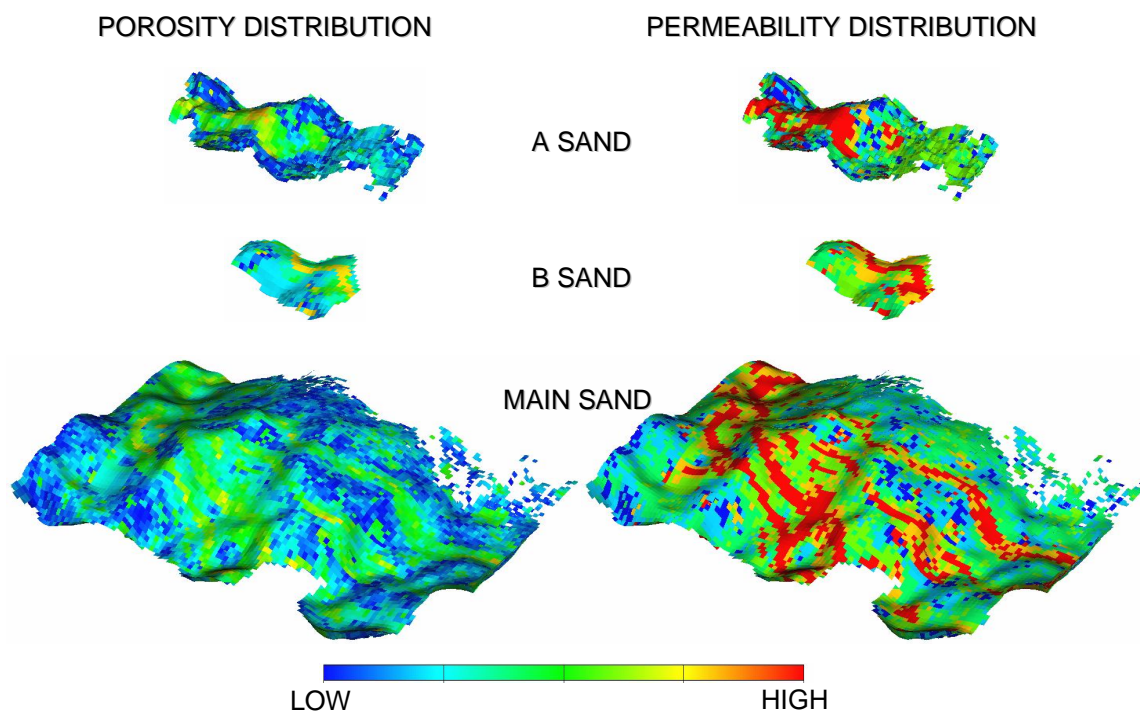 POROSITY DISTRIBUTION
PERMEABILITY DISTRIBUTION
A SAND
B SAND
MAIN SAND
LOW
HIGH